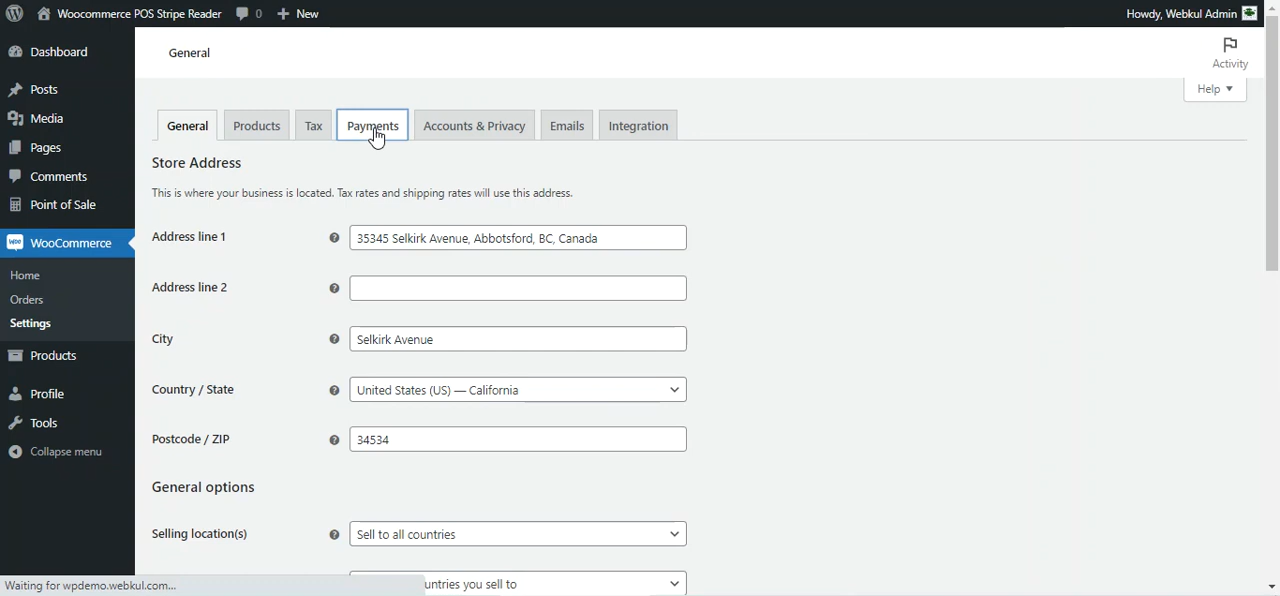 Woocommerce POS Stripe Reader 0 New Howdy, Webkul Admin
Dashboard
Posts
Media
Pages
Comments
Point of Sale
WooCommerce
Home
Orders
Settings
Products
Profile
Tools
Collapse menu
General
Activity
Help
General Products Tax Payments Accounts & Privacy Emails Integration
Store Address
This is where your business is located. Tax rates and shipping rates will use this address.
Address line 1 35345 Selkirk Avenue, Abbotsford, BC, Canada
Address line 2
City Selkirk Avenue
Country / State United States (US) — California
Postcode / ZIP 34534
General options
Selling location(s) Sell to all countries
untries you sell to
Waiting for wpdemo.webkul.com...